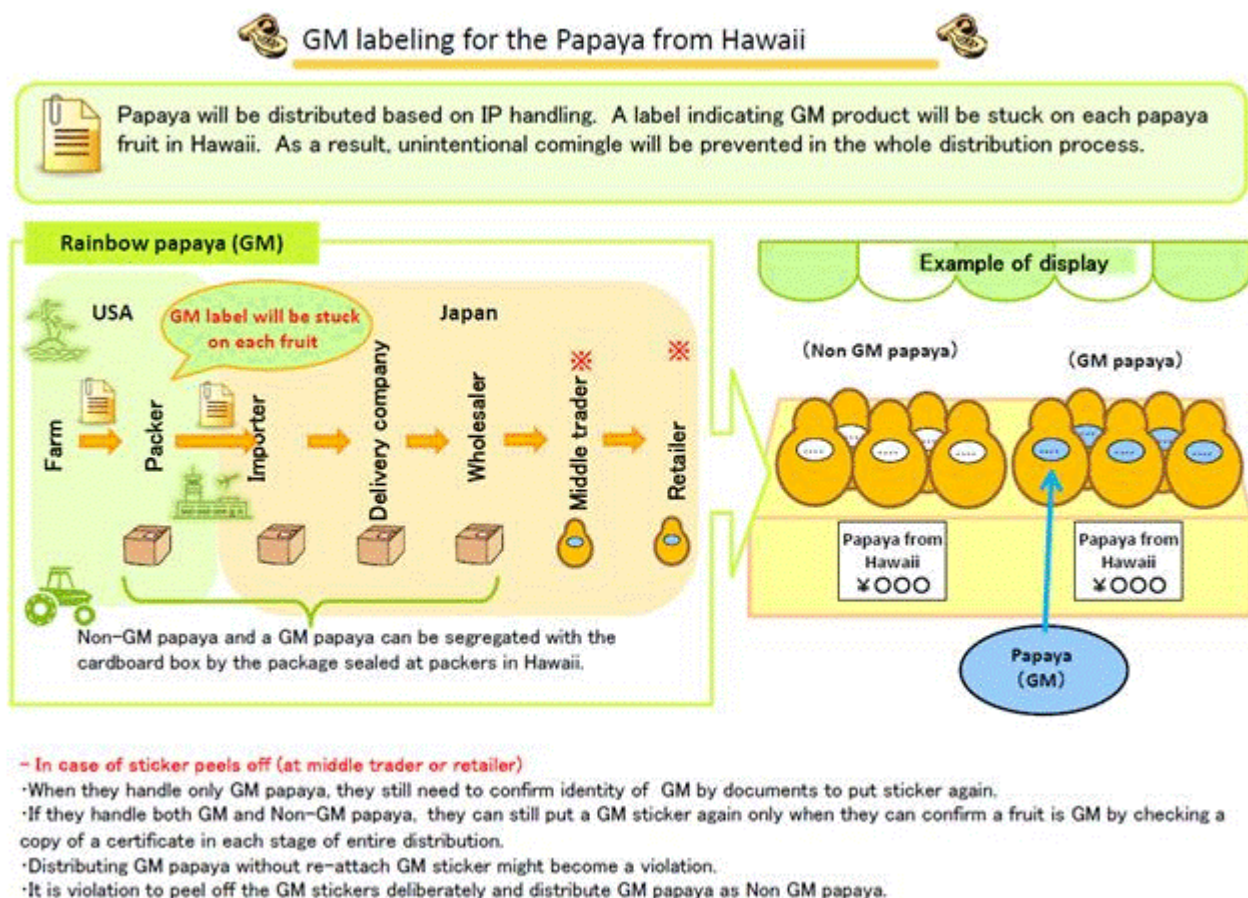 GM labeling for the Papaya from Hawaii
Papaya will be distributed based on IP handling. A label indicating GM product will be stuck on each papaya
fruit in Hawaii. As a result, unintentional comingle will be prevented in the whole distribution process.
Rainbow papaya (GM)
USA
GM label will be stuck
on each fruit
Japan
Farm
Packer
Importer
Delivery company
Wholesaler
Middle trader
※
Retailer
※
Non-GM papaya and a GM papaya can be segregated with the
cardboard box by the package sealed at packers in Hawaii.
Example of display
(Non GM papaya)
(GM papaya)
Papaya from
Hawaii
￥○○○
Papaya from
Hawaii
￥○○○
Papaya
(GM)
- In case of sticker peels off (at middle trader or retailer)
・When they handle only GM papaya, they still need to confirm identity of GM by documents to put sticker again.
・If they handle both GM and Non-GM papaya, they can still put a GM sticker again only when they can confirm a fruit is GM by checking a
copy of a certificate in each stage of entire distribution.
・Distributing GM papaya without re-attach GM sticker might become a violation.
・It is violation to peel off the GM stickers deliberately and distribute GM papaya as Non GM papaya.